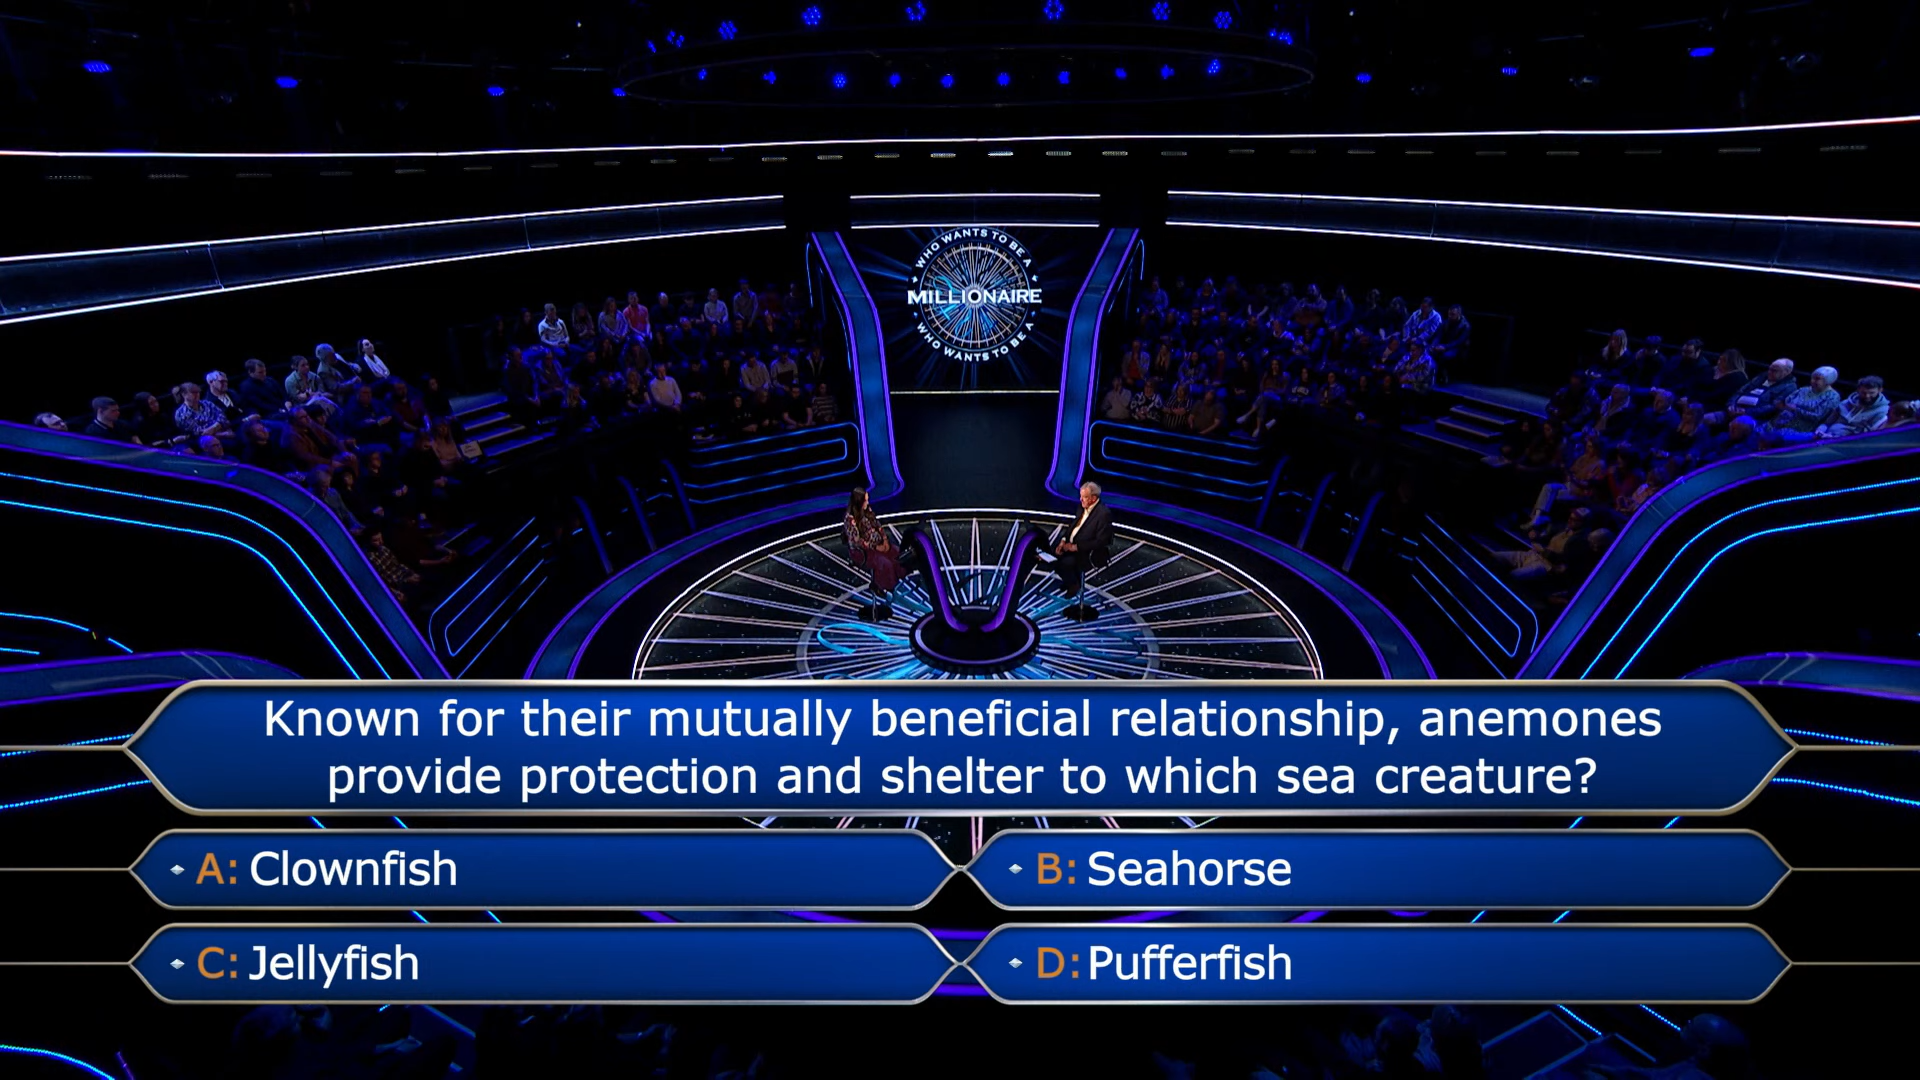 WHO WANTS TO BE A
MILLIONAIRE
WHO WANTS TO BE A
Known for their mutually beneficial relationship, anemones
provide protection and shelter to which sea creature?
A: Clownfish
B: Seahorse
C: Jellyfish
D: Pufferfish